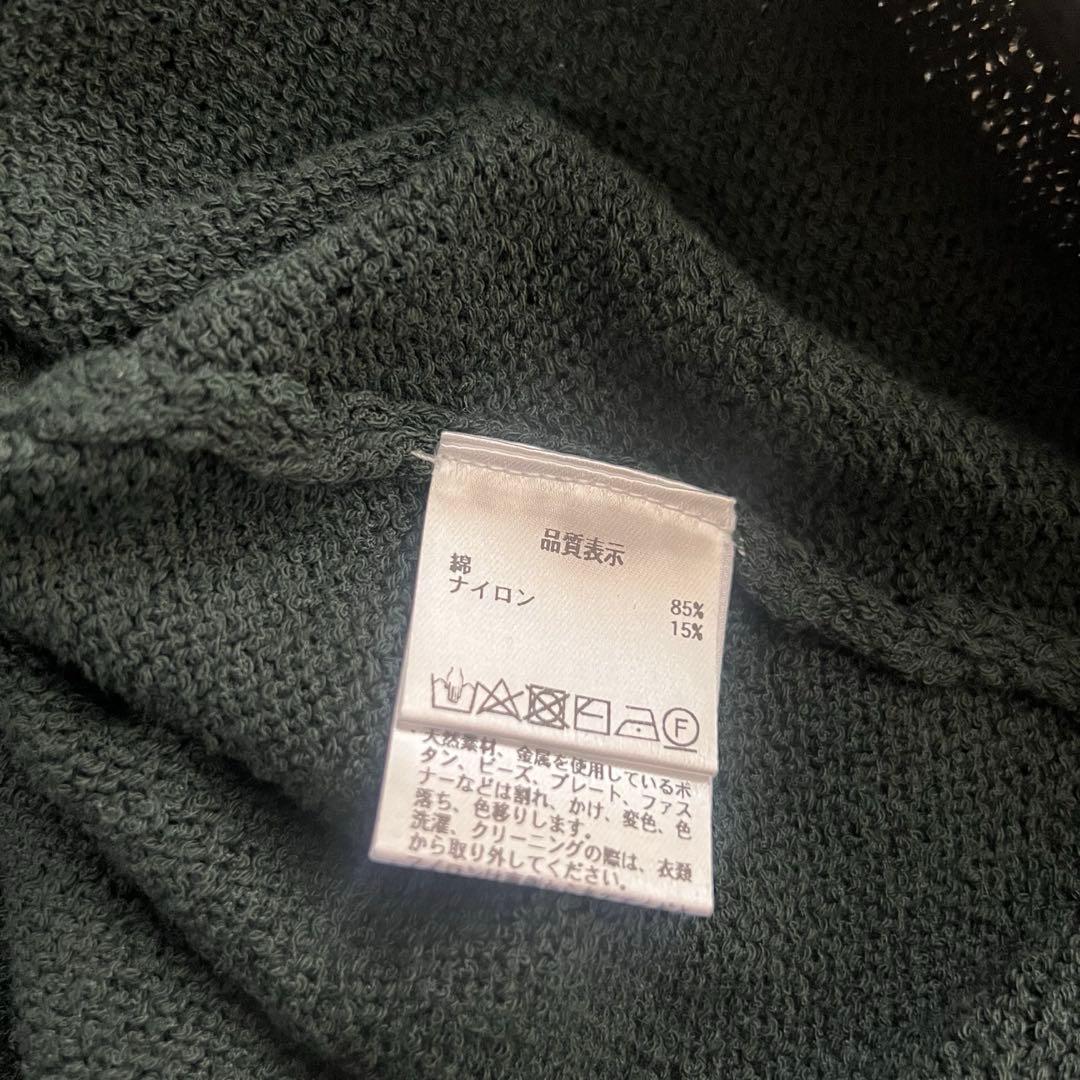 品質表示
綿 85%
ナイロン 15%
F
・天然素材、金属を使用しているボ
タン、ビーズ、プレート、ファス
ナーなどは割れ、かけ、変色、色
落ち、色移りします。
洗濯、クリーニングの際は、衣類
から取り外してください。